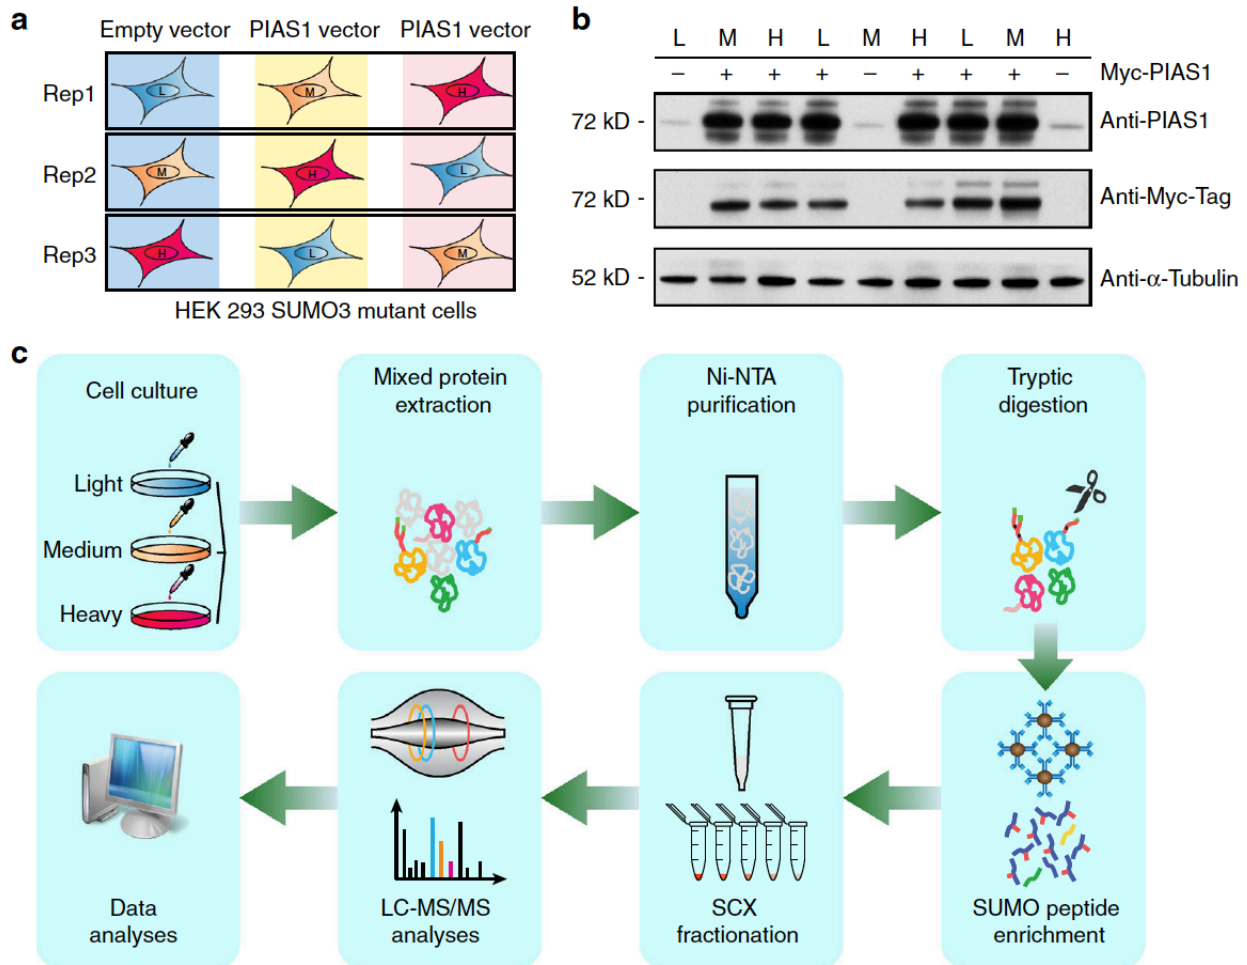 a
Empty vector PIAS1 vector PIAS1 vector
Rep1 L M H
Rep2 M H L
Rep3 H L M
HEK 293 SUMO3 mutant cells
b
L M H L M H L M H
– + + + – + + + – Myc-PIAS1
72 kD - Anti-PIAS1
72 kD - Anti-Myc-Tag
52 kD - Anti-α-Tubulin
c
Cell culture
Light
Medium
Heavy
Mixed protein
extraction
Ni-NTA
purification
Tryptic
digestion
Data
analyses
LC-MS/MS
analyses
SCX
fractionation
SUMO peptide
enrichment